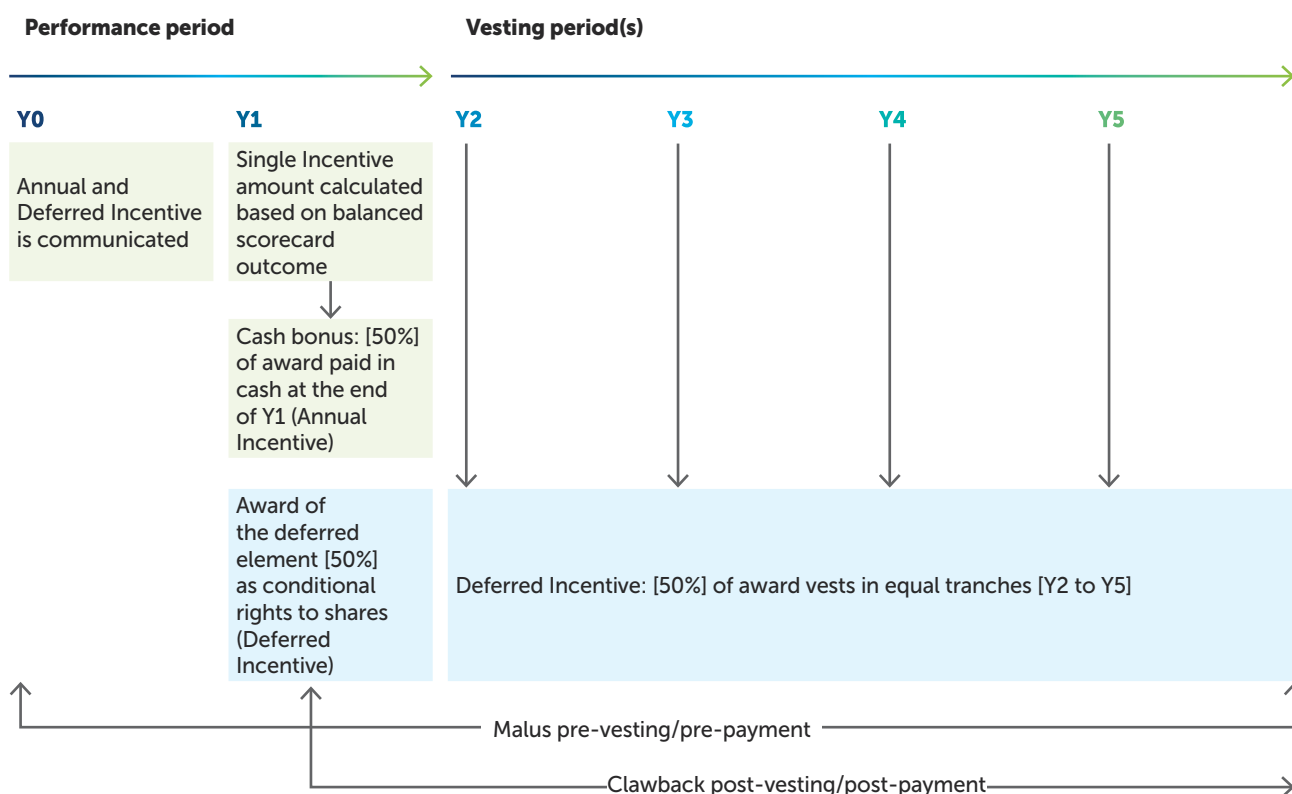 Performance period
Vesting period(s)
Y0
Y1
Y2
Y3
Y4
Y5
Annual and
Deferred Incentive
is communicated
Single Incentive
amount calculated
based on balanced
scorecard
outcome
Cash bonus: [50%]
of award paid in
cash at the end
of Y1 (Annual
Incentive)
Award of
the deferred
element [50%]
as conditional
rights to shares
(Deferred
Incentive)
Deferred Incentive: [50%] of award vests in equal tranches [Y2 to Y5]
Malus pre-vesting/pre-payment
Clawback post-vesting/post-payment